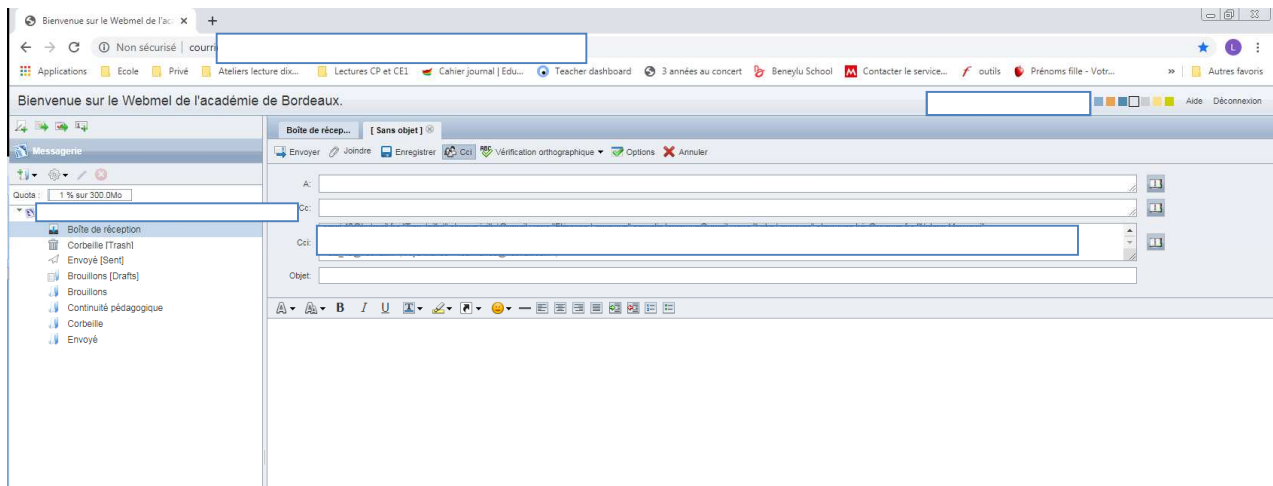 Bienvenue sur le Webmel de l'ac
Non sécurisé | courri
Applications Ecole Privé Ateliers lecture dix... Lectures CP et CE1 Cahier journal | Edu... Teacher dashboard 3 années au concert Beneylu School Contacter le service... outils Prénoms fille - Votr... » Autres favoris
Bienvenue sur le Webmel de l'académie de Bordeaux. Aide Déconnexion
Boîte de récep... [ Sans objet ]
Messagerie
Envoyer Joindre Enregistrer Cci Vérification orthographique Options Annuler
Quota : 1 % sur 300.0Mo
A:
Cc:
Cci:
Objet:
Boîte de réception
Corbeille [Trash]
Envoyé [Sent]
Brouillons [Drafts]
Brouillons
Continuité pédagogique
Corbeille
Envoyé
B I U